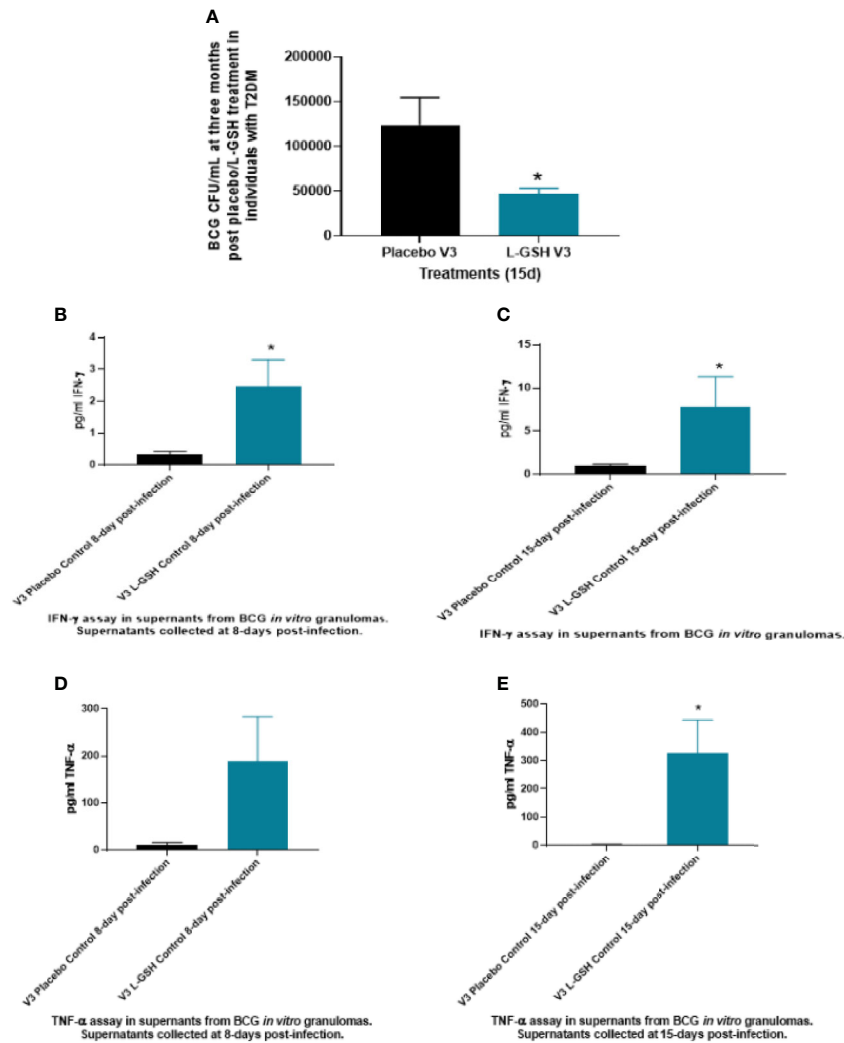 A
BCG CFU/mL at three months
post placebo/L-GSH treatment in
individuals with T2DM
200000
150000
100000
50000
0
*
Placebo V3
L-GSH V3
Treatments (15d)
B
pg/ml IFN-γ
4
3
2
1
0
*
V3 Placebo Control 8-day post-infection
V3 L-GSH Control 8-day post-infection
IFN-γ assay in supernants from BCG in vitro granulomas.
Supernatants collected at 8-days post-infection.
C
pg/ml IFN-γ
15
10
5
0
*
V3 Placebo Control 15-day post-infection
V3 L-GSH Control 15-day post-infection
IFN-γ assay in supernants from BCG in vitro granulomas.
D
pg/ml TNF-α
300
200
100
0
V3 Placebo Control 8-day post-infection
V3 L-GSH Control 8-day post-infection
TNF-α assay in supernants from BCG in vitro granulomas.
Supernatants collected at 8-days post-infection.
E
pg/ml TNF-α
500
400
300
200
100
0
*
V3 Placebo Control 15-day post-infection
V3 L-GSH Control 15-day post-infection
TNF-α assay in supernants from BCG in vitro granulomas.
Supernatants collected at 15-days post-infection.